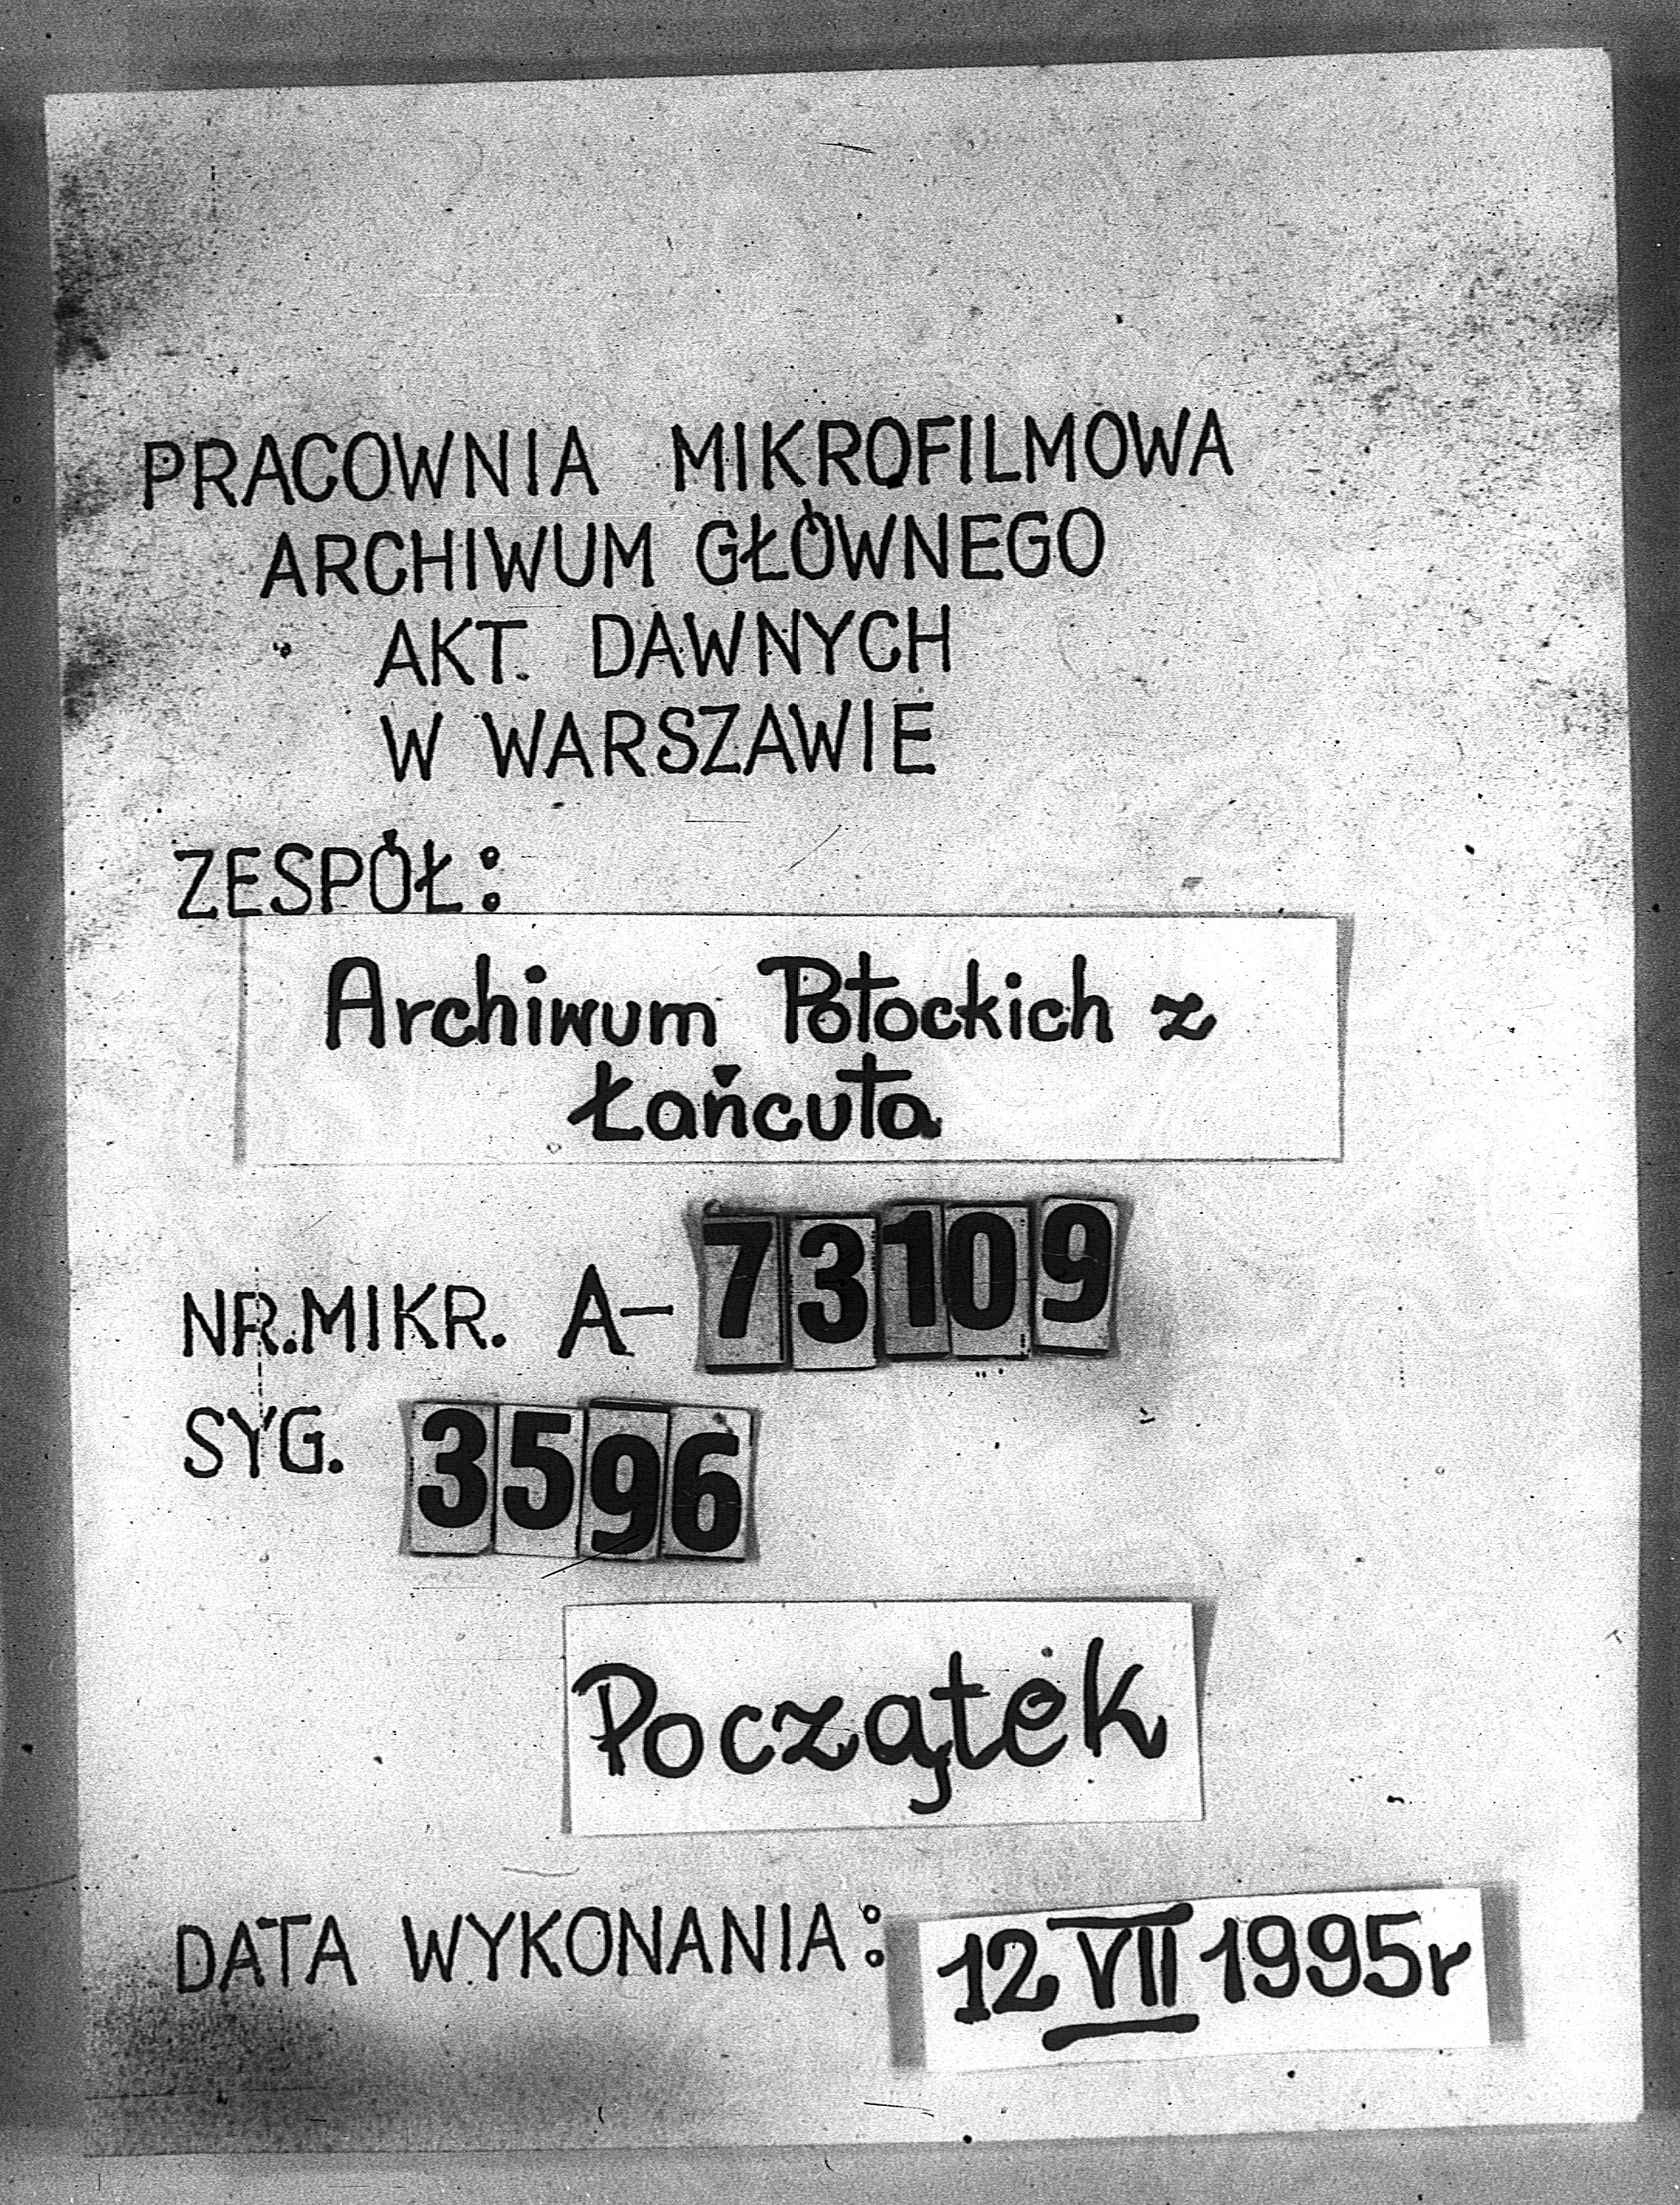 PRACOWNIA MIKROFILMOWA
ARCHIWUM GŁÓWNEGO
AKT DAWNYCH
W WARSZAWIE
ZESPÓŁ:
Archiwum Potockich z
Łańcuta
NR.MIKR. A-73109
SYG. 3596
Początek
DATA WYKONANIA: 12 VII 1995r